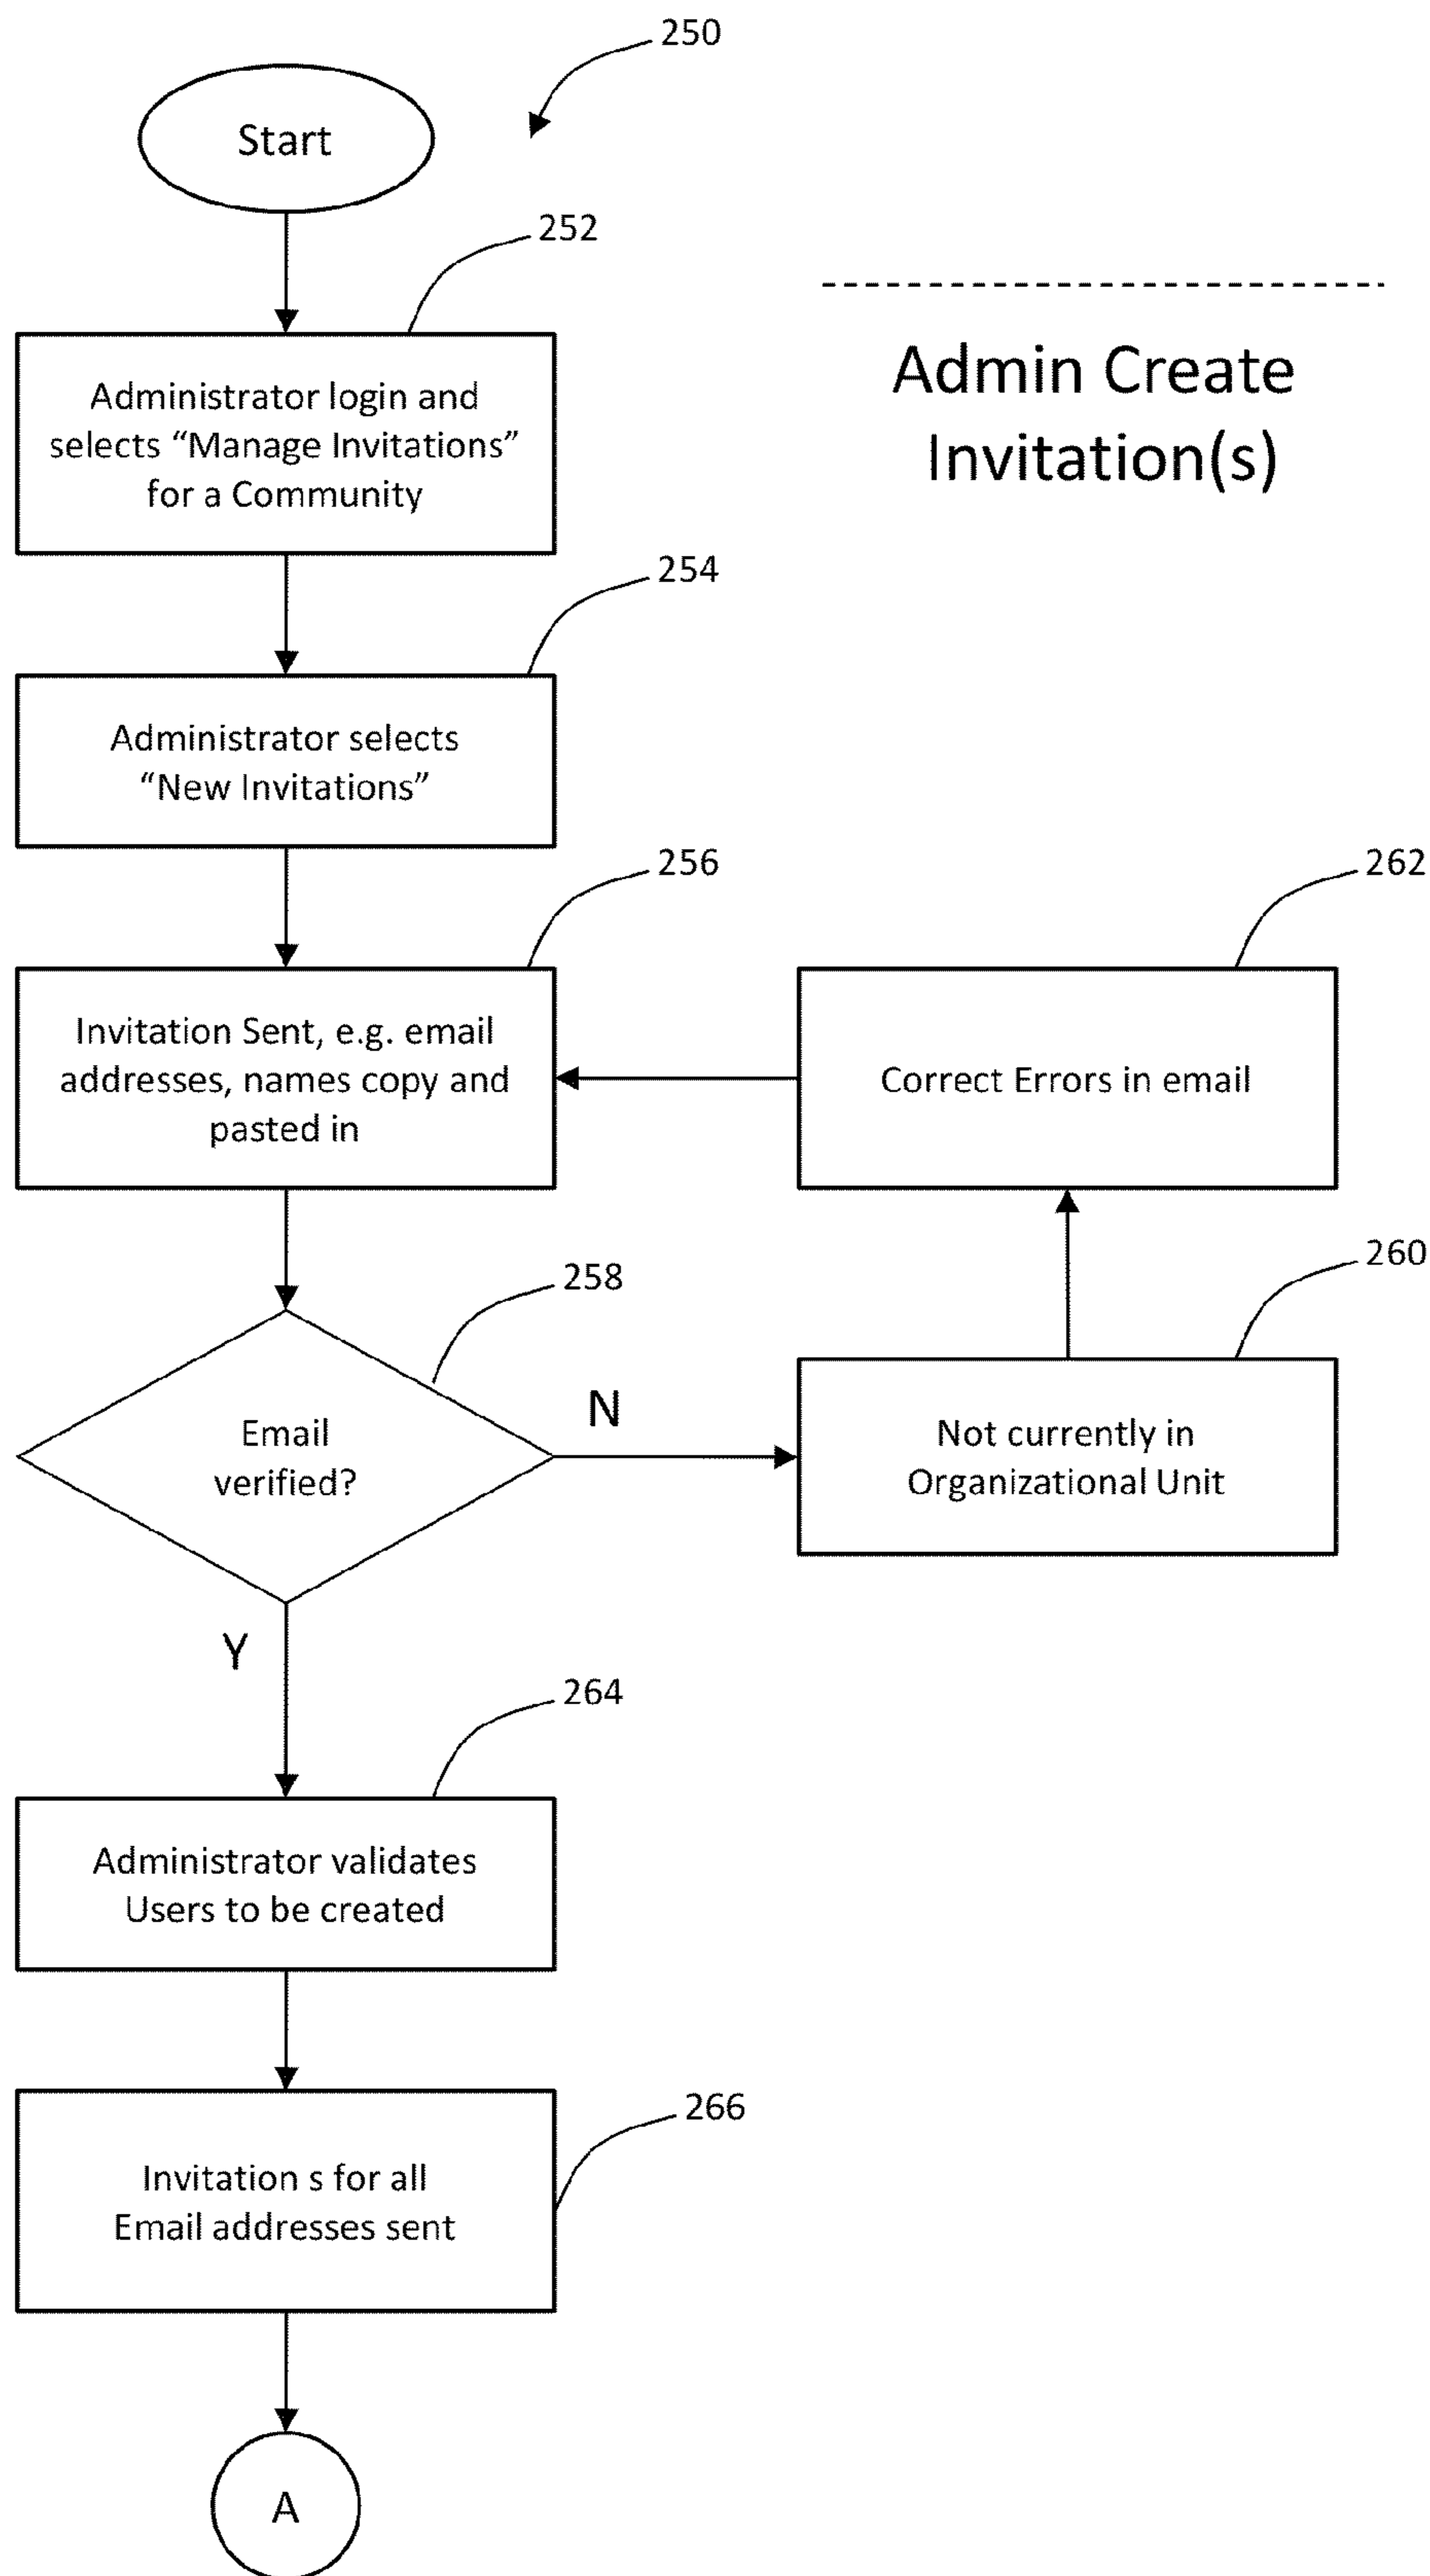 250
Start
252
Admin Create
Invitation(s)
Administrator login and
selects “Manage Invitations”
for a Community
254
Administrator selects
“New Invitations”
256
262
Invitation Sent, e.g. email
addresses, names copy and
pasted in
Correct Errors in email
258
260
Email
verified?
N
Not currently in
Organizational Unit
Y
264
Administrator validates
Users to be created
266
Invitation s for all
Email addresses sent
A